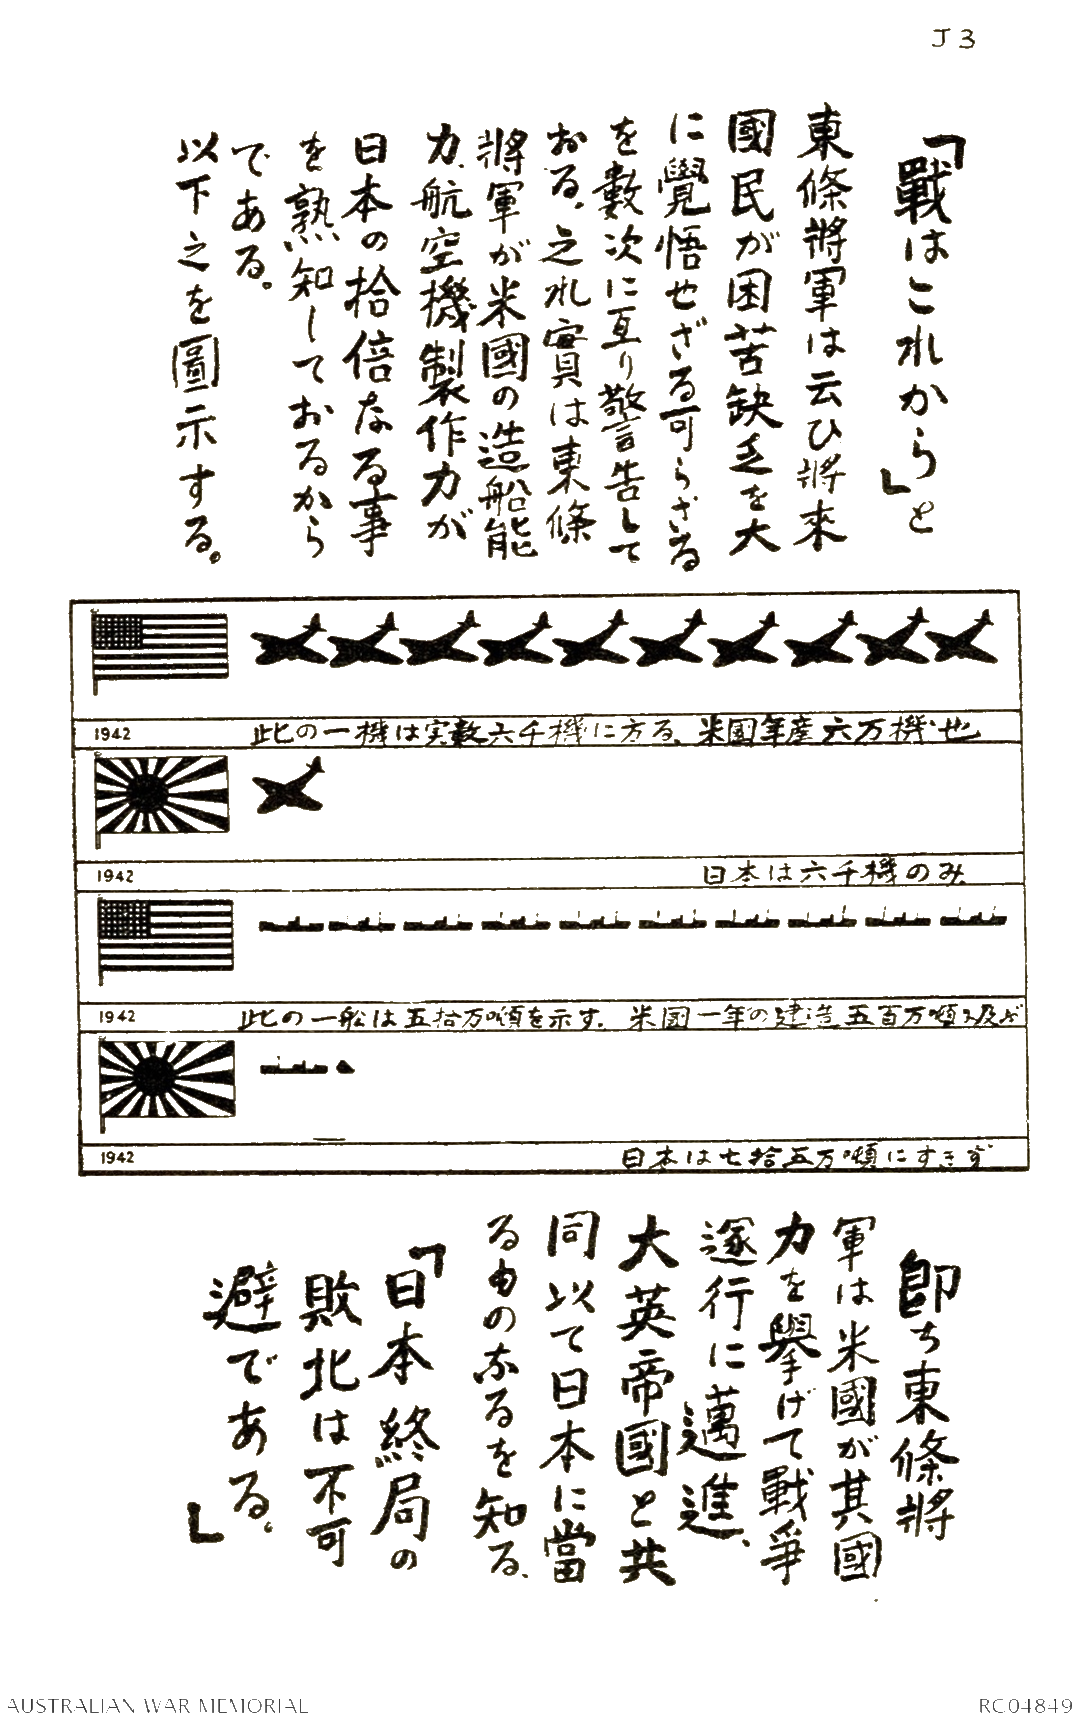 J3
「戰はこれから」と
東條將軍は云ひ將來
國民が困苦缺乏を大
に覺悟せざる可らざる
を數次に亙り警告して
おる、之れ實は東條
將軍が米國の造船能
力、航空機製作力が
日本の拾倍なる事
を熟知しておるから
である。
以下之を圖示する。
1942
此の一機は実數六千機に方る、米國年産六万機也
1942
日本は六千機のみ
1942
此の一船は五拾万噸を示す、米國一年の建造五百万噸に及ぶ
1942
日本は七拾五万噸にすぎず
即ち東條將
軍は米國が其國
力を擧げて戰爭
遂行に邁進、
大英帝國と共
同以て日本に當
るものなるを知る、
「日本終局の
敗北は不可
避である。」
AUSTRALIAN WAR MEMORIAL
RC04849